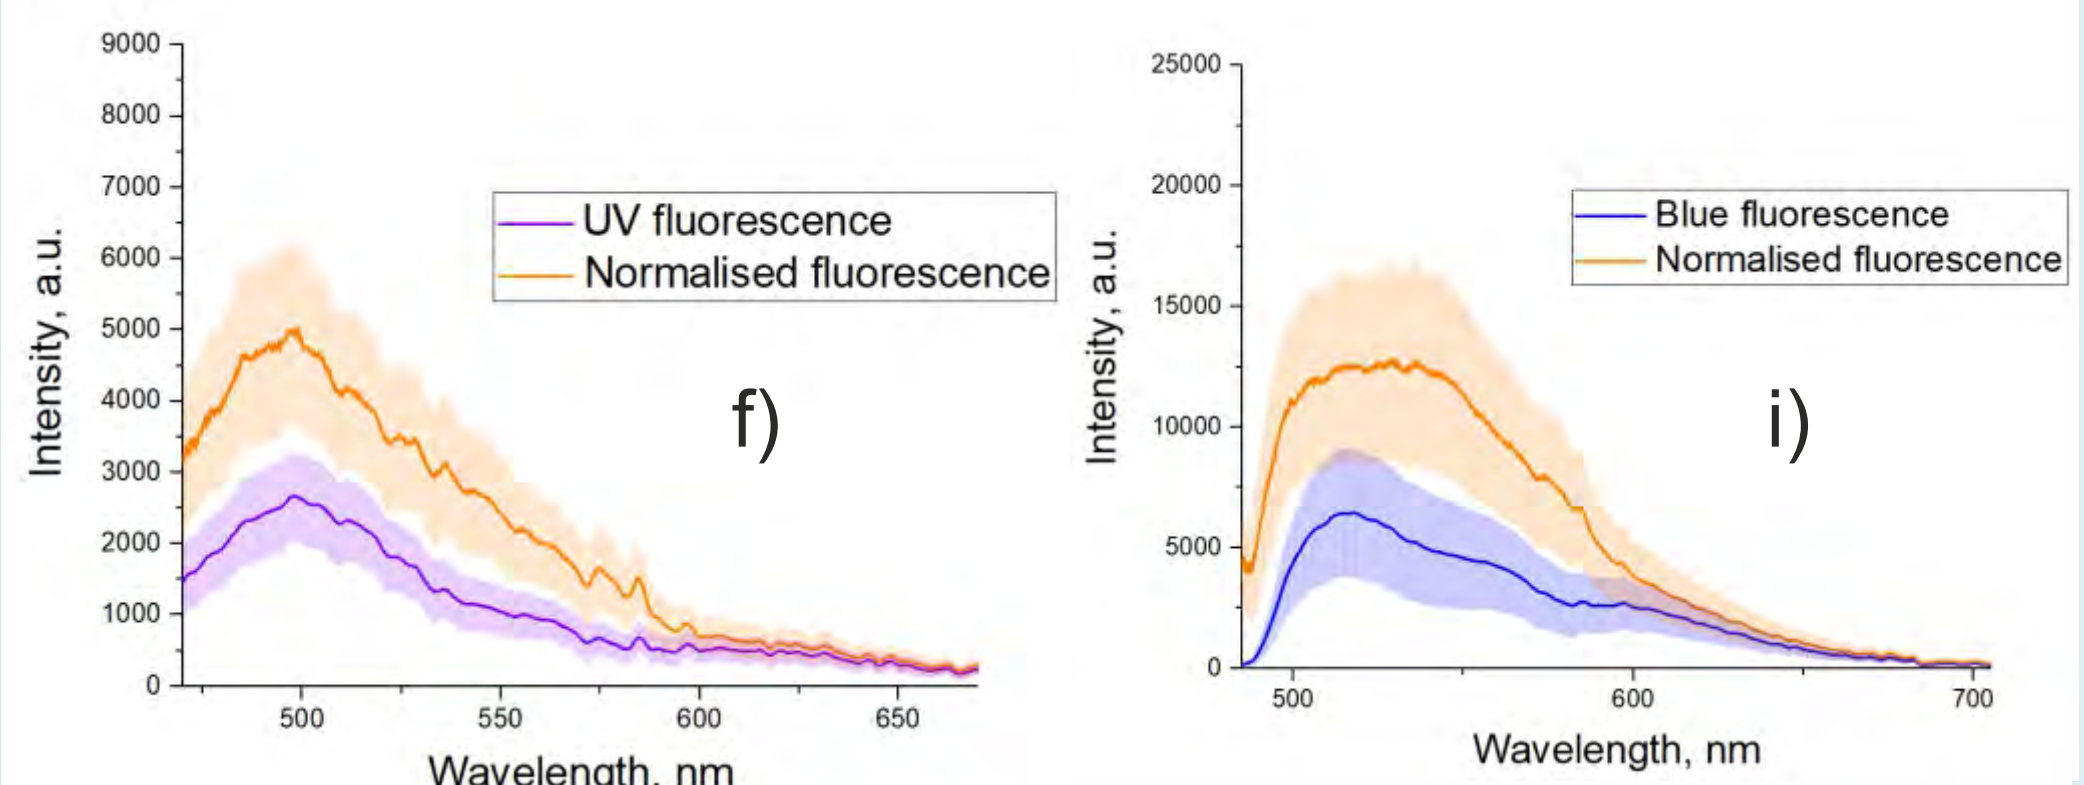 9000
8000
7000
6000
5000
4000
3000
2000
1000
0
Intensity, a.u.
UV fluorescence
Normalised fluorescence
f)
500
550
600
650
Wavelength, nm
25000
20000
15000
10000
5000
0
Intensity, a.u.
Blue fluorescence
Normalised fluorescence
i)
500
600
700
Wavelength, nm